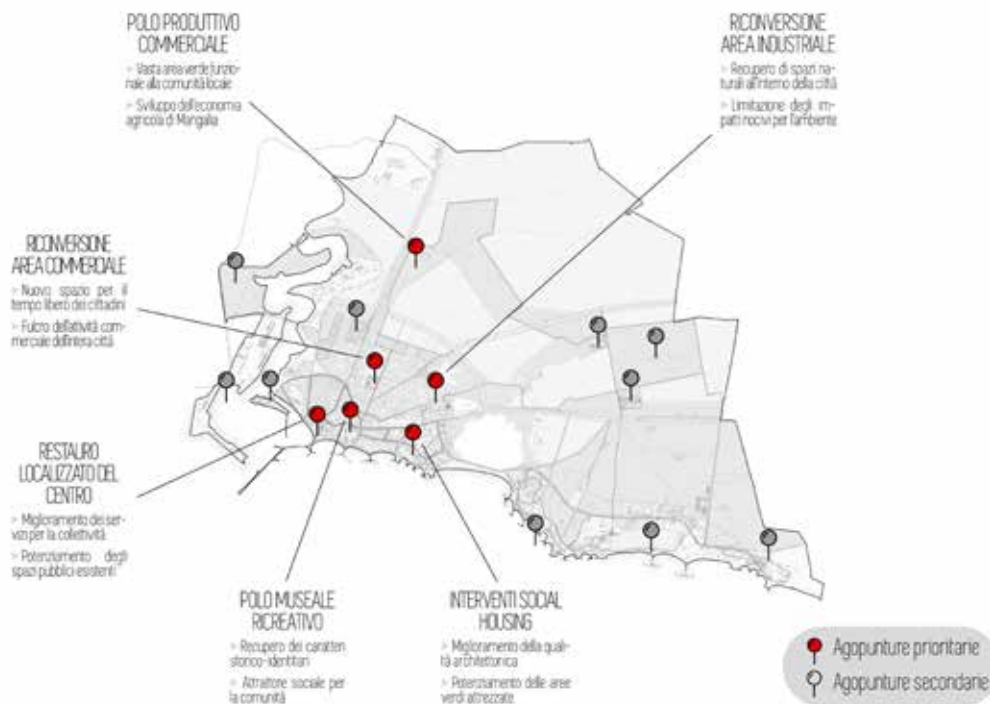 POLO PRODUTTIVO
COMMERCIALE
> Vasta area verde funzio-
nale alla comunità locale
> Sviluppo dell'economia
agricola di Mangalia
RICONVERSIONE
AREA INDUSTRIALE
> Recupero di spazi na-
turali all'interno della città
> Limitazione degli im-
patti nocivi per l'ambiente
RICONVERSIONE
AREA COMMERCIALE
> Nuovo spazio per il
tempo libero dei cittadini
> Fulcro dell'attività com-
merciale dell'intera città
RESTAURO
LOCALIZZATO DEL
CENTRO
> Miglioramento dei ser-
vizi per la collettività
> Potenziamento degli
spazi pubblici esistenti
POLO MUSEALE
RICREATIVO
> Recupero dei caratteri
storico-identitari
> Attrattore sociale per
la comunità
INTERVENTI SOCIAL
HOUSING
> Miglioramento della quali-
tà architettonica
> Potenziamento delle aree
verdi attrezzate
Agopunture prioritarie
Agopunture secondarie